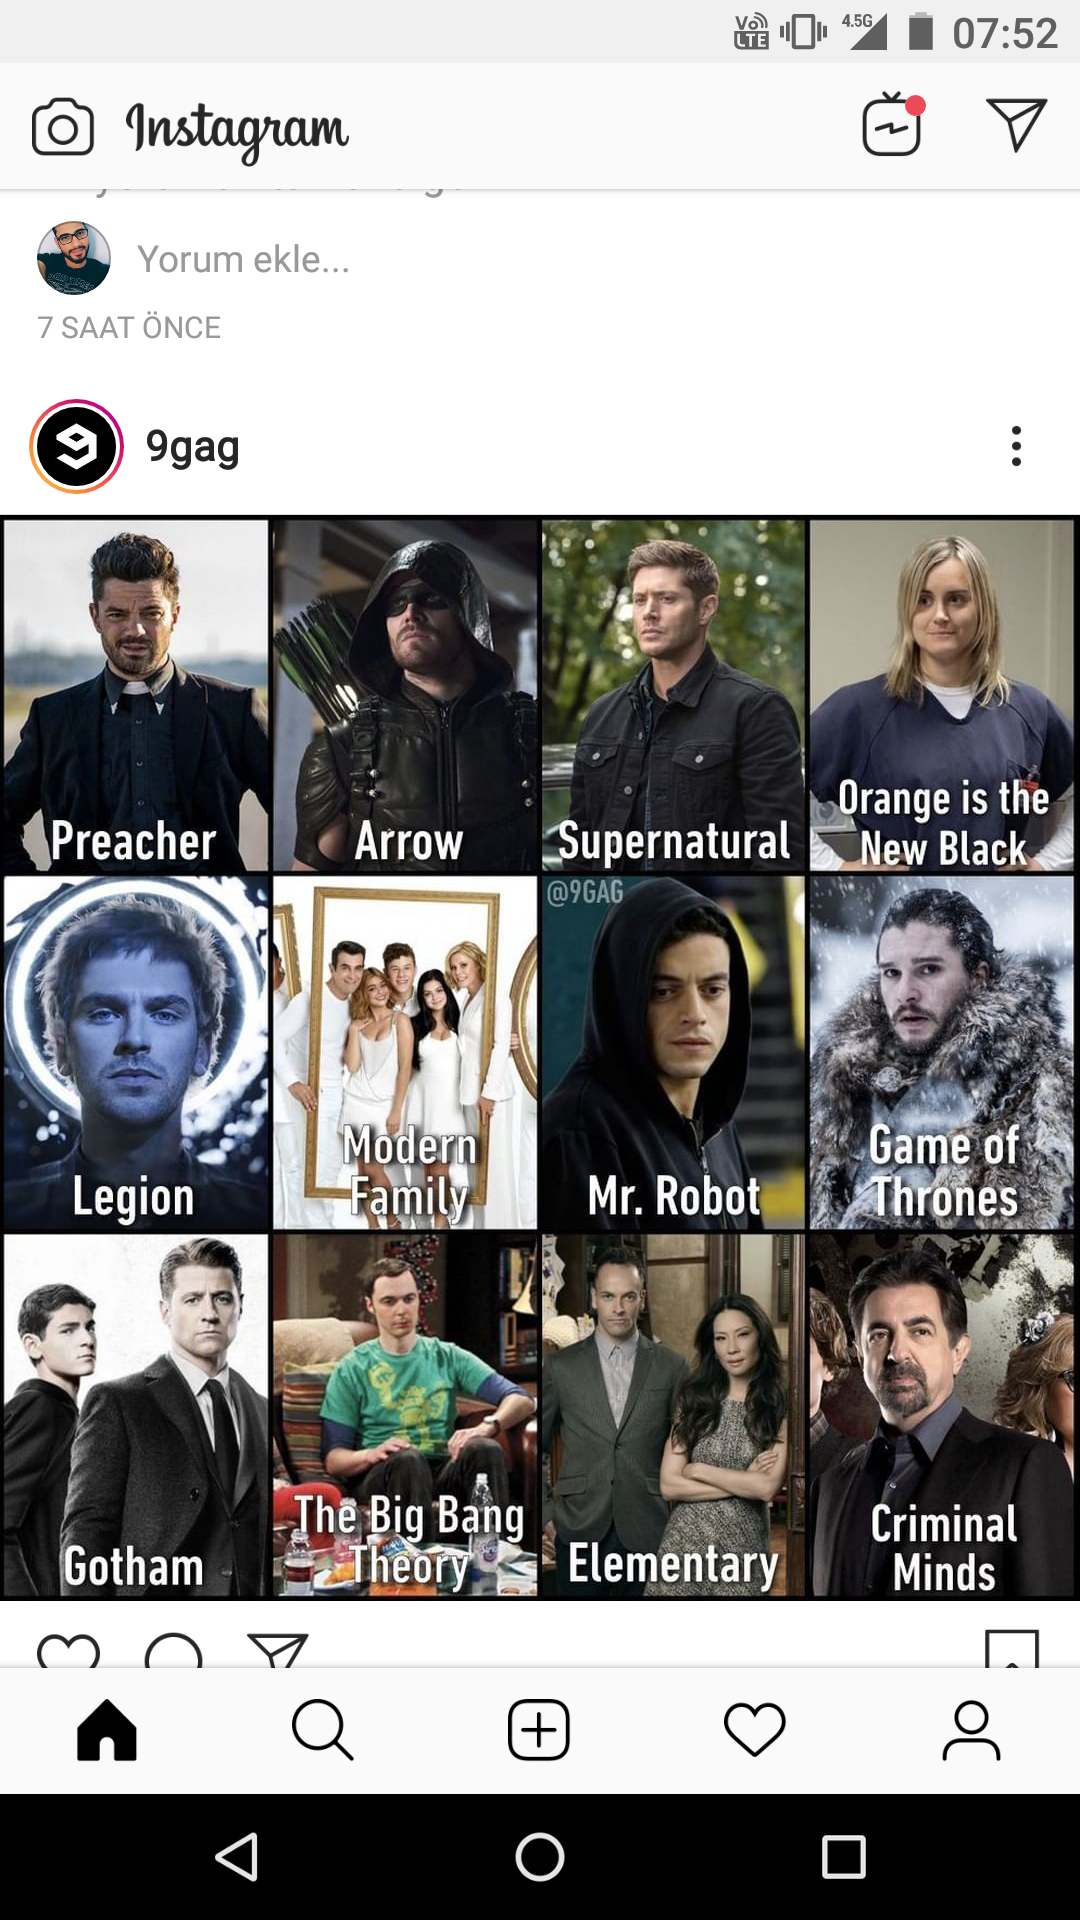 Vo LTE 4.5G 07:52
Instagram
Yorum ekle...
7 SAAT ÖNCE
9gag
Preacher
Arrow
Supernatural
Orange is the
New Black
Legion
Modern
Family
@9GAG
Mr. Robot
Game of
Thrones
Gotham
The Big Bang
Theory
Elementary
Criminal
Minds